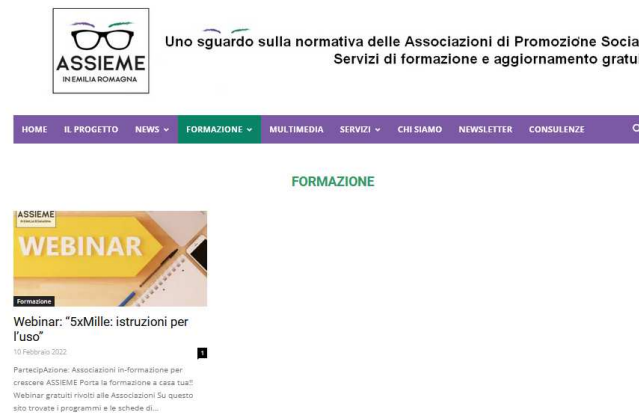 ASSIEME
IN EMILIA ROMAGNA
Uno sguardo sulla normativa delle Associazioni di Promozione Socia
Servizi di formazione e aggiornamento gratui
HOME IL PROGETTO NEWS FORMAZIONE MULTIMEDIA SERVIZI CHI SIAMO NEWSLETTER CONSULENZE
FORMAZIONE
ASSIEME
WEBINAR
Formazione
Webinar: “5xMille: istruzioni per
l’uso”
10 Febbraio 2022 1
PartecipAzione: Associazioni in-formazione per
crescere ASSIEME Porta la formazione a casa tua!!
Webinar gratuiti rivolti alle Associazioni Su questo
sito trovate i programmi e le schede di...